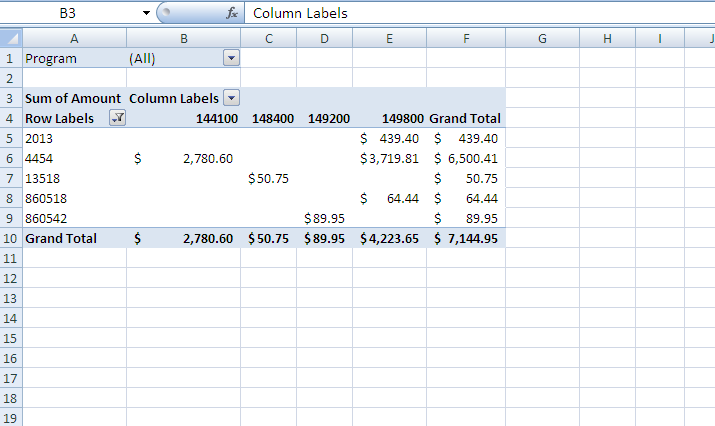 B3 fx Column Labels
A B C D E F G H I J
1 Program (All)
2
3 Sum of Amount Column Labels
4 Row Labels 144100 148400 149200 149800 Grand Total
5 2013 $ 439.40 $ 439.40
6 4454 $ 2,780.60 $3,719.81 $ 6,500.41
7 13518 $50.75 $ 50.75
8 860518 $ 64.44 $ 64.44
9 860542 $89.95 $ 89.95
10 Grand Total $ 2,780.60 $50.75 $89.95 $4,223.65 $ 7,144.95
11
12
13
14
15
16
17
18
19